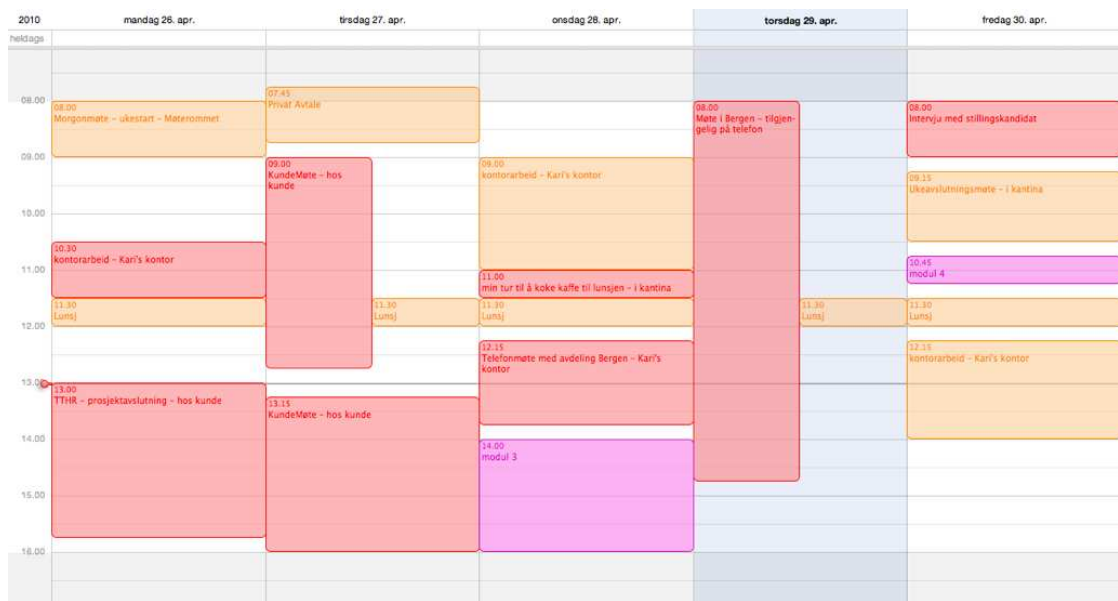 2010
mandag 26. apr.
tirsdag 27. apr.
onsdag 28. apr.
torsdag 29. apr.
fredag 30. apr.
heldags
08.00
09.00
10.00
11.00
12.00
13.00
14.00
15.00
16.00
08.00
Morgonmøte – ukestart – Møterommet
10.30
kontorarbeid – Kari's kontor
11.30
Lunsj
13.00
TTHR – prosjektavslutning – hos kunde
07.45
Privat Avtale
09.00
KundeMøte – hos
kunde
11.30
Lunsj
13.15
KundeMøte – hos kunde
09.00
kontorarbeid – Kari's kontor
11.00
min tur til å koke kaffe til lunsjen – i kantina
11.30
Lunsj
12.15
Telefonmøte med avdeling Bergen – Kari's
kontor
14.00
modul 3
08.00
Møte i Bergen – tilgjen-
gelig på telefon
11.30
Lunsj
08.00
Intervju med stillingskandidat
09.15
Ukeavslutningsmøte – i kantina
10.45
modul 4
11.30
Lunsj
12.15
kontorarbeid – Kari's kontor